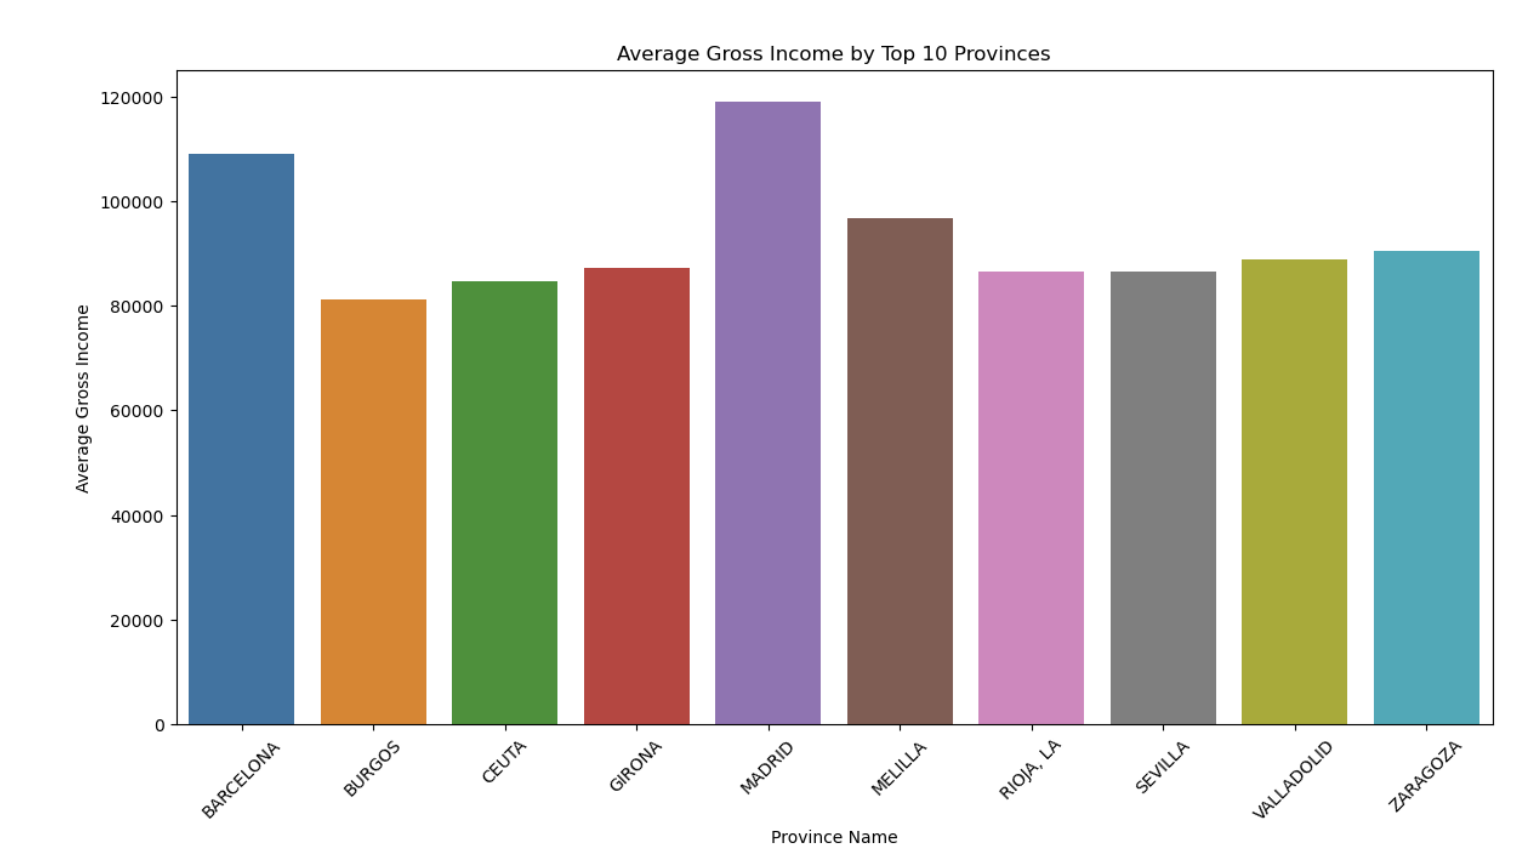 Average Gross Income by Top 10 Provinces
Average Gross Income
120000
100000
80000
60000
40000
20000
0
BARCELONA
BURGOS
CEUTA
GIRONA
MADRID
MELILLA
RIOJA, LA
SEVILLA
VALLADOLID
ZARAGOZA
Province Name